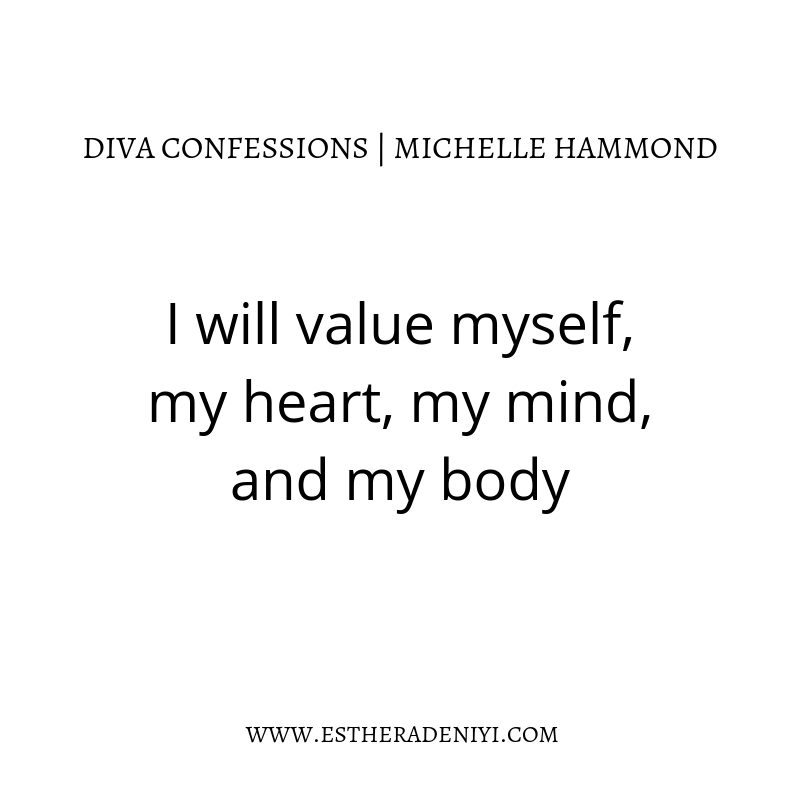 DIVA CONFESSIONS | MICHELLE HAMMOND
I will value myself,
my heart, my mind,
and my body
WWW.ESTHERADENIYI.COM